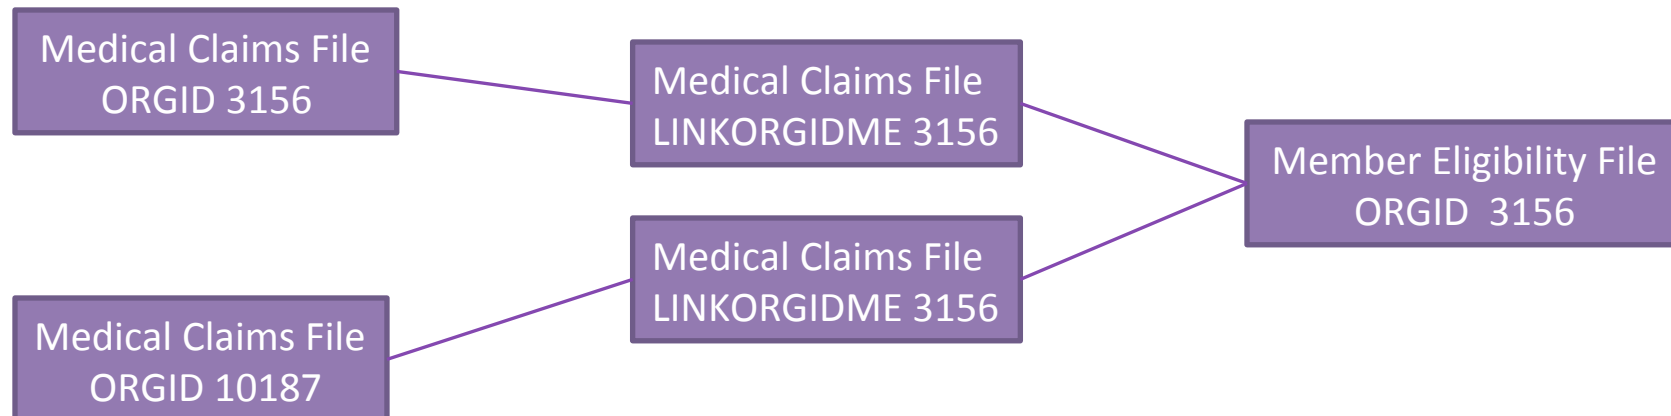 Medical Claims File
ORGID 3156
Medical Claims File
LINKORGIDME 3156
Member Eligibility File
ORGID  3156
Medical Claims File
LINKORGIDME 3156
Medical Claims File
ORGID 10187